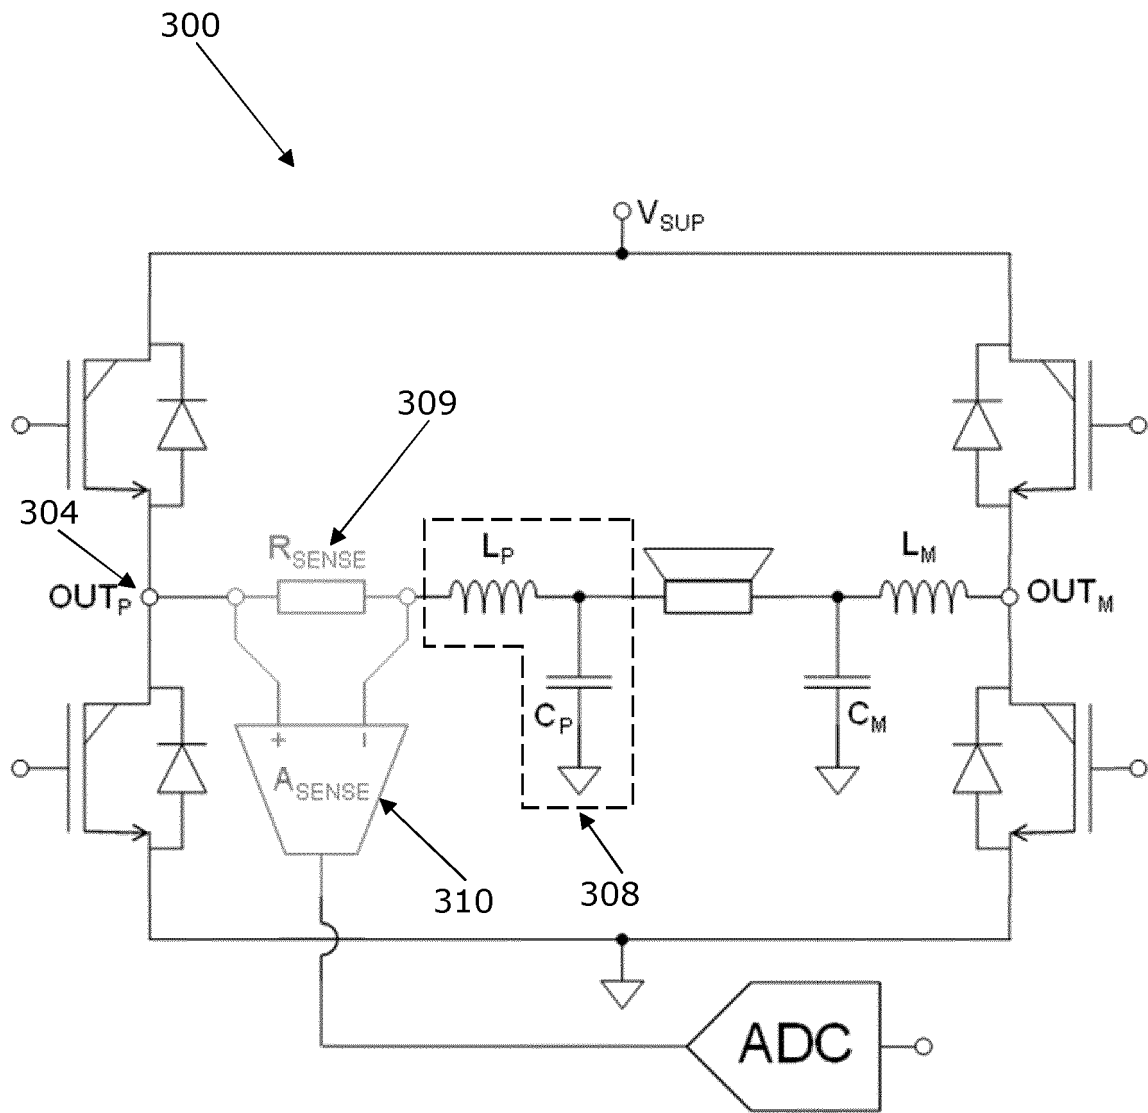 300
V_SUP
309
304
R_SENSE
L_P
L_M
OUT_P
OUT_M
C_P
C_M
+ −
A_SENSE
310
308
ADC